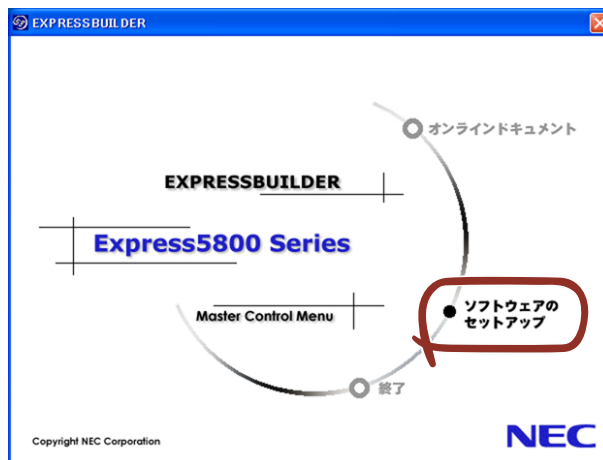 EXPRESSBUILDER
オンラインドキュメント
EXPRESSBUILDER
Express5800 Series
ソフトウェアの
セットアップ
Master Control Menu
終了
Copyright NEC Corporation
NEC